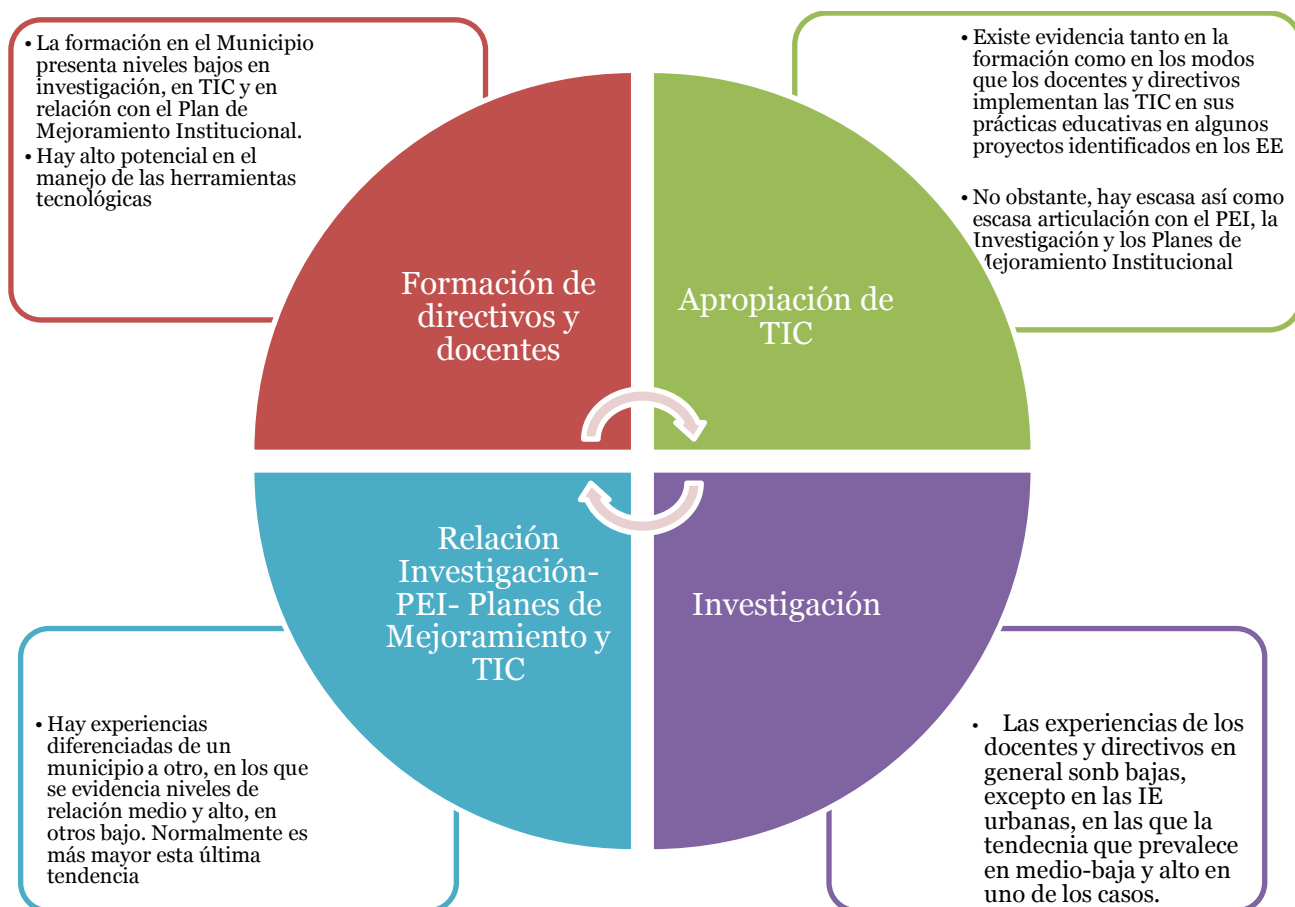 • La formación en el Municipio
presenta niveles bajos en
investigación, en TIC y en
relación con el Plan de
Mejoramiento Institucional.
• Hay alto potencial en el
manejo de las herramientas
tecnológicas
• Existe evidencia tanto en la
formación como en los modos
que los docentes y directivos
implementan las TIC en sus
prácticas educativas en algunos
proyectos identificados en los EE
• No obstante, hay escasa así como
escasa articulación con el PEI, la
Investigación y los Planes de
Mejoramiento Institucional
Formación de
directivos y
docentes
Apropiación de
TIC
Relación
Investigación-
PEI- Planes de
Mejoramiento y
TIC
Investigación
• Hay experiencias
diferenciadas de un
municipio a otro, en los que
se evidencia niveles de
relación medio y alto, en
otros bajo. Normalmente es
más mayor esta última
tendencia
• Las experiencias de los
docentes y directivos en
general sonb bajas,
excepto en las IE
urbanas, en las que la
tendecnia que prevalece
en medio-baja y alto en
uno de los casos.